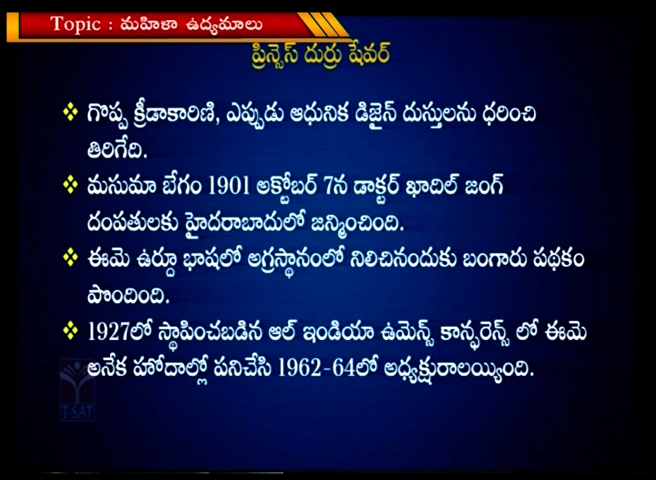 Topic : మహిళా ఉద్యమాలు
ప్రిన్సెస్ దుర్రు షేవర్
❖ గొప్ప క్రీడాకారిణి, ఎప్పుడు ఆధునిక డిజైన్ దుస్తులను ధరించి
తిరిగేది.
❖ మసుమా బేగం 1901 అక్టోబర్ 7న డాక్టర్ ఖాదిల్ జంగ్
దంపతులకు హైదరాబాదులో జన్మించింది.
❖ ఈమె ఉర్దూ భాషలో అగ్రస్థానంలో నిలిచినందుకు బంగారు పథకం
పొందింది.
❖ 1927లో స్థాపించబడిన ఆల్ ఇండియా ఉమెన్స్ కాన్ఫరెన్స్ లో ఈమె
అనేక హోదాల్లో పనిచేసి 1962-64లో అధ్యక్షురాలయ్యింది.
T-SAT